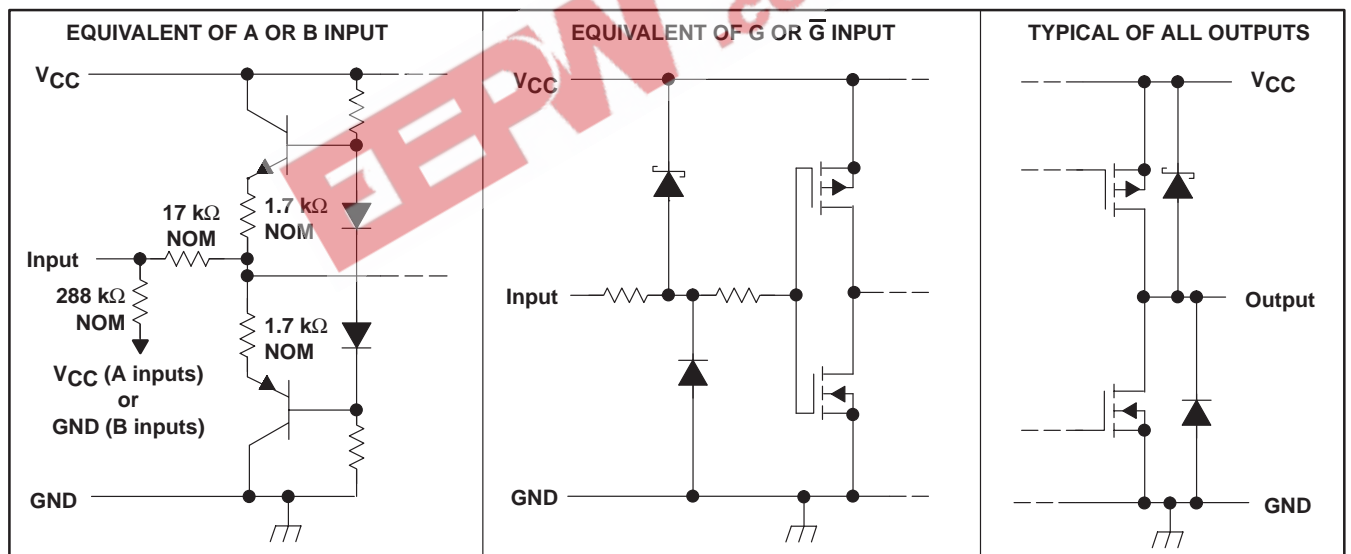 EQUIVALENT OF A OR B INPUT
VCC
17 kΩ
NOM
1.7 kΩ
NOM
Input
288 kΩ
NOM
1.7 kΩ
NOM
VCC (A inputs)
or
GND (B inputs)
GND
EQUIVALENT OF G OR G̅ INPUT
VCC
Input
GND
TYPICAL OF ALL OUTPUTS
VCC
Output
GND
EEPW